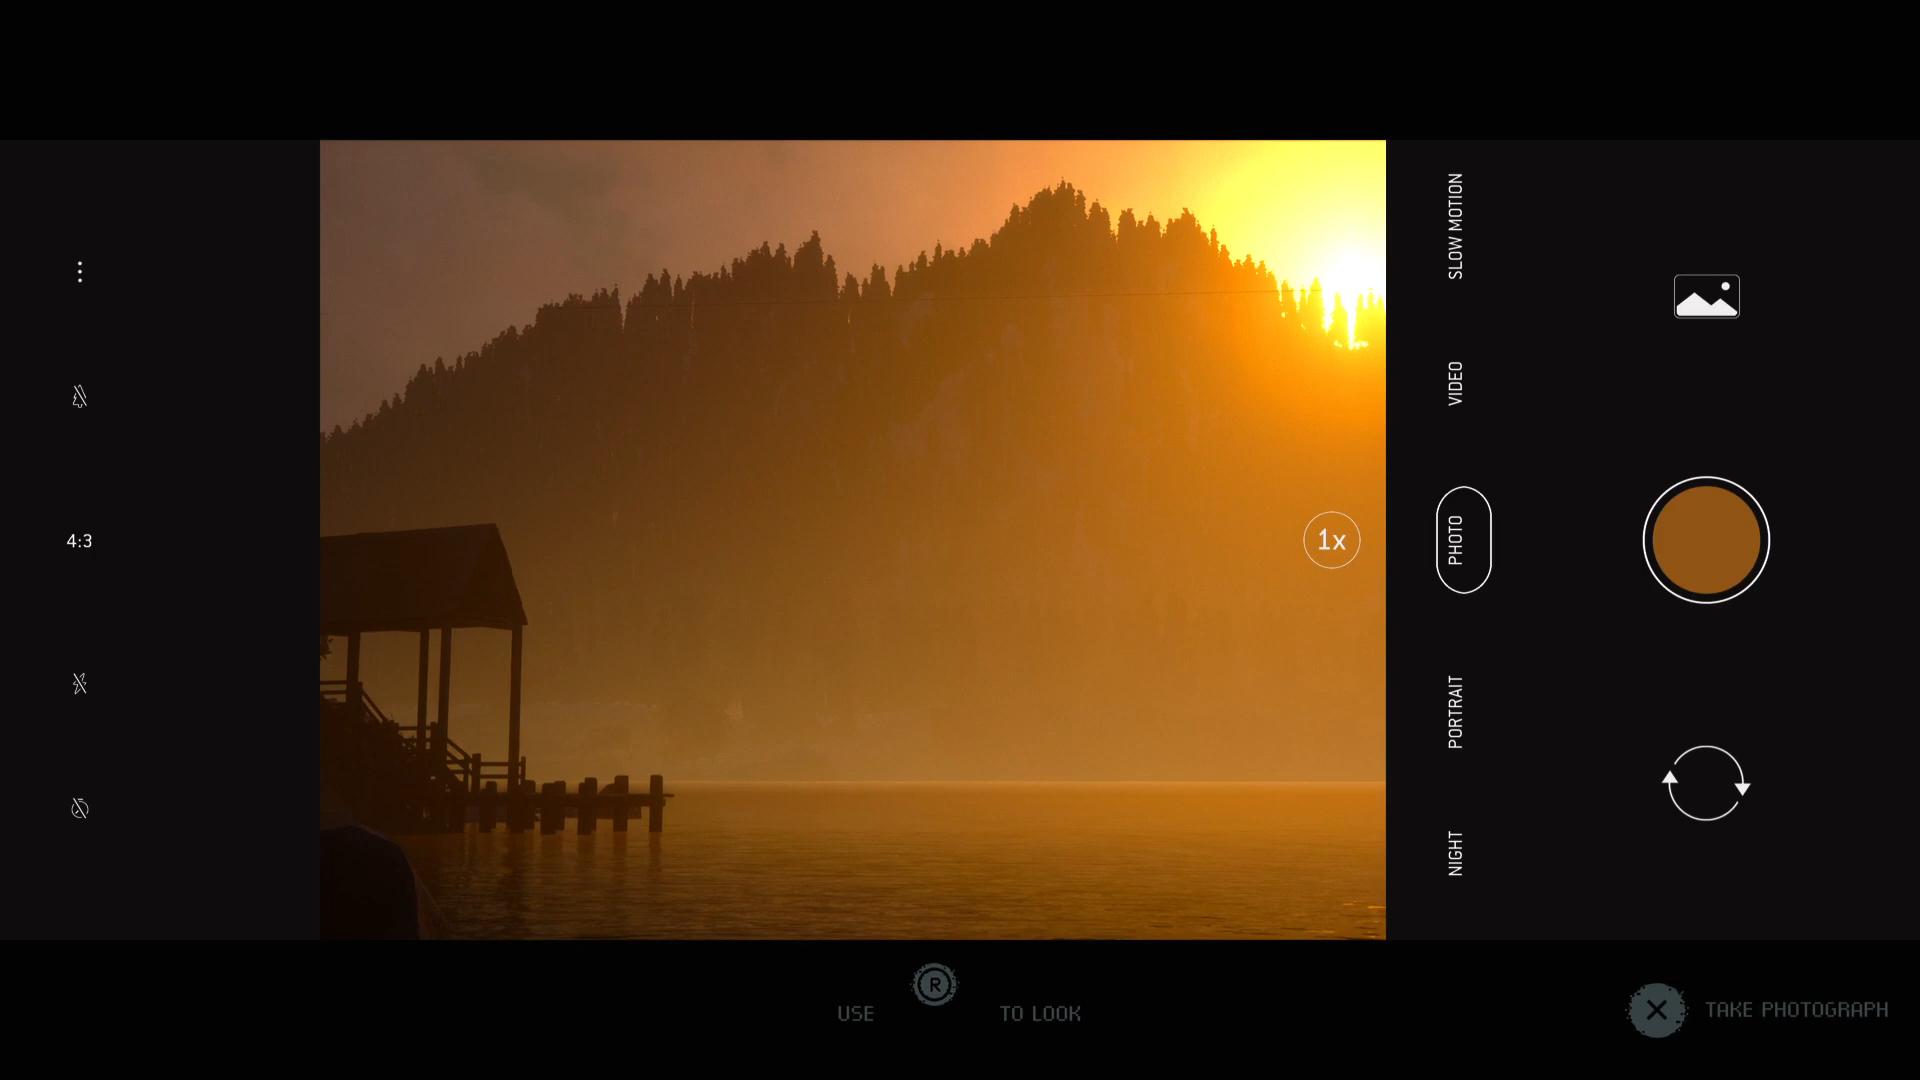 4:3
1x
SLOW MOTION
VIDEO
PHOTO
PORTRAIT
NIGHT
USE R TO LOOK
TAKE PHOTOGRAPH